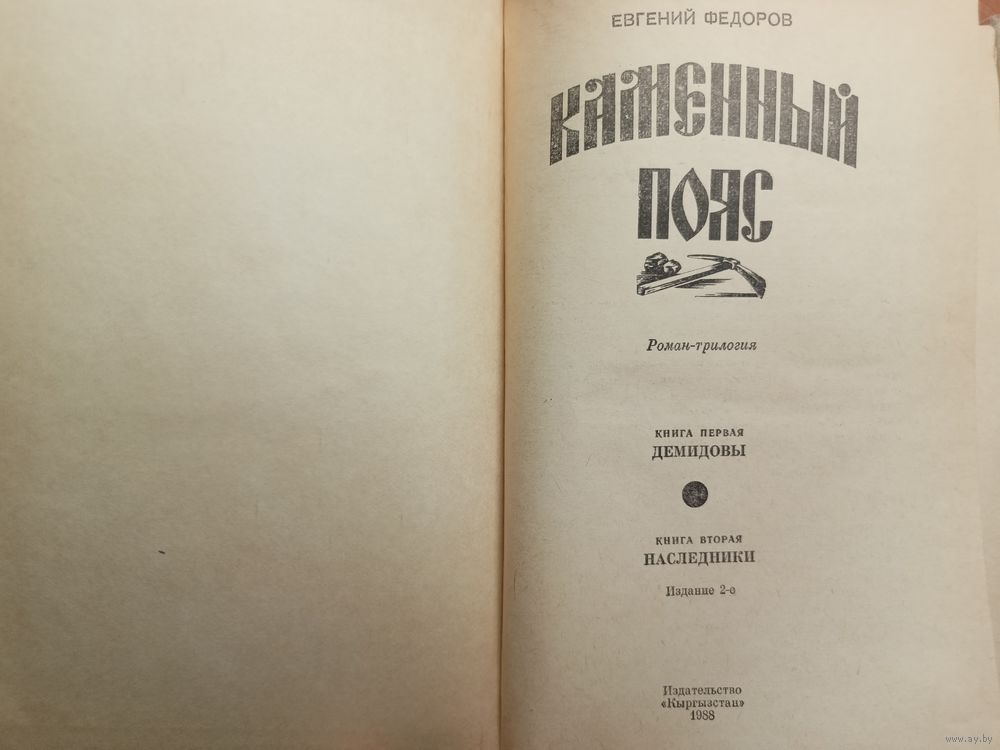 ЕВГЕНИЙ ФЕДОРОВ
КАМЕННЫЙ
ПОЯС
Роман-трилогия
КНИГА ПЕРВАЯ
ДЕМИДОВЫ
КНИГА ВТОРАЯ
НАСЛЕДНИКИ
Издание 2-е
Издательство
«Кыргызстан»
1988
www.ay.by